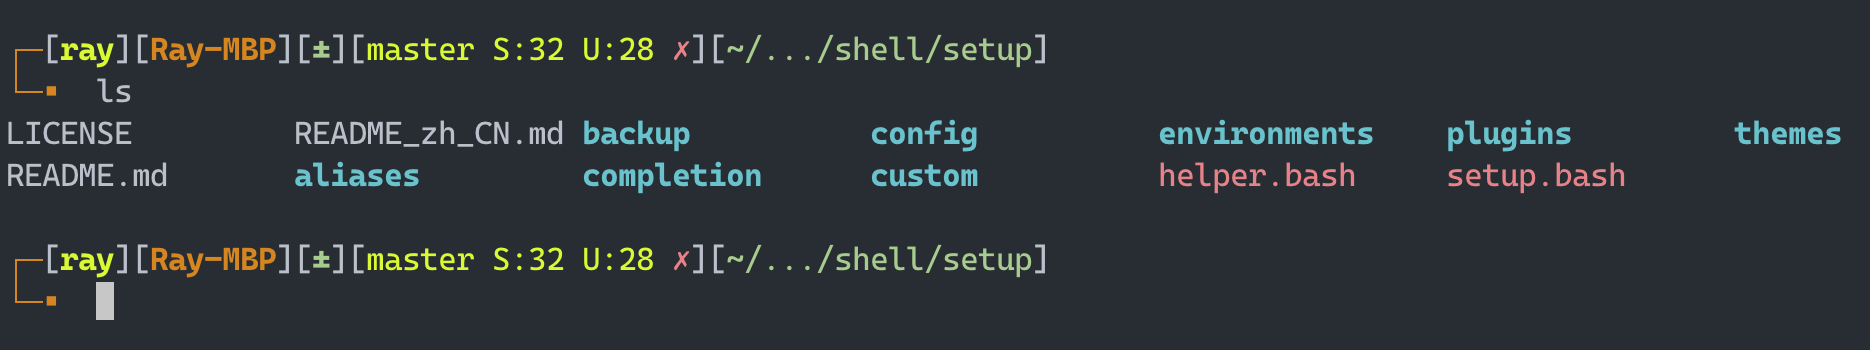 ┌─[ray][Ray-MBP][±][master S:32 U:28 ✗][~/.../shell/setup]
└─▪ ls
LICENSE README_zh_CN.md backup config environments plugins themes
README.md aliases completion custom helper.bash setup.bash
┌─[ray][Ray-MBP][±][master S:32 U:28 ✗][~/.../shell/setup]
└─▪